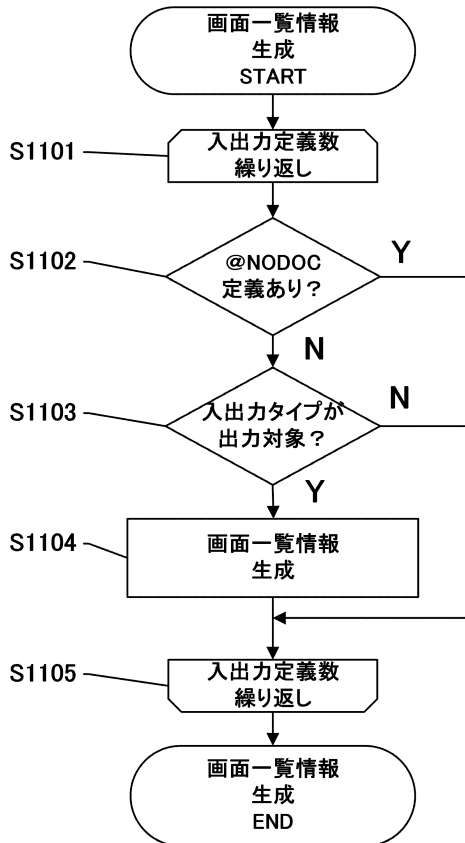 画面一覧情報
生成
START
S1101
入出力定義数
繰り返し
S1102
@NODOC
定義あり?
Y
N
S1103
入出力タイプが
出力対象?
N
Y
S1104
画面一覧情報
生成
S1105
入出力定義数
繰り返し
画面一覧情報
生成
END